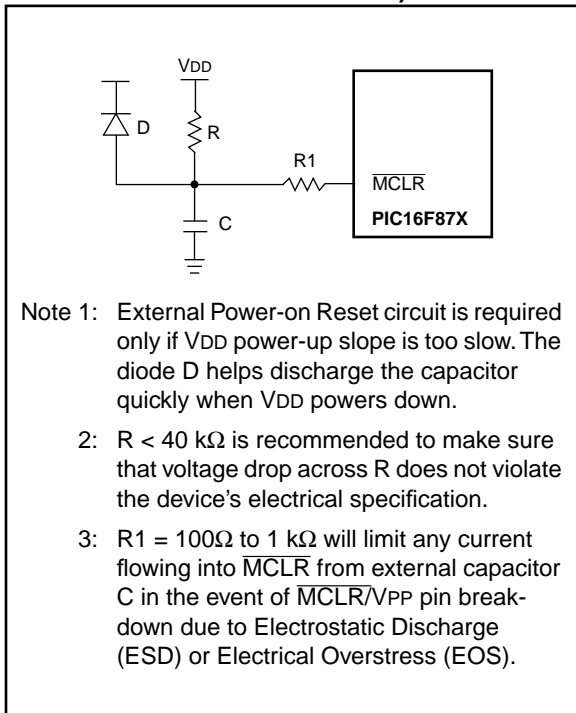 VDD
D
R
R1
MCLR
PIC16F87X
C
Note 1: External Power-on Reset circuit is required
only if VDD power-up slope is too slow. The
diode D helps discharge the capacitor
quickly when VDD powers down.
2: R < 40 kΩ is recommended to make sure
that voltage drop across R does not violate
the device's electrical specification.
3: R1 = 100Ω to 1 kΩ will limit any current
flowing into MCLR from external capacitor
C in the event of MCLR/VPP pin break-
down due to Electrostatic Discharge
(ESD) or Electrical Overstress (EOS).